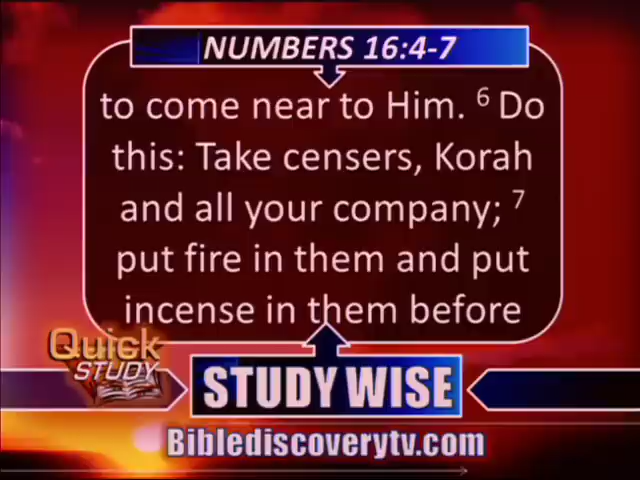 NUMBERS 16:4-7
to come near to Him. ⁶ Do
this: Take censers, Korah
and all your company; ⁷
put fire in them and put
incense in them before
Quick
STUDY
STUDY WISE
Biblediscoverytv.com